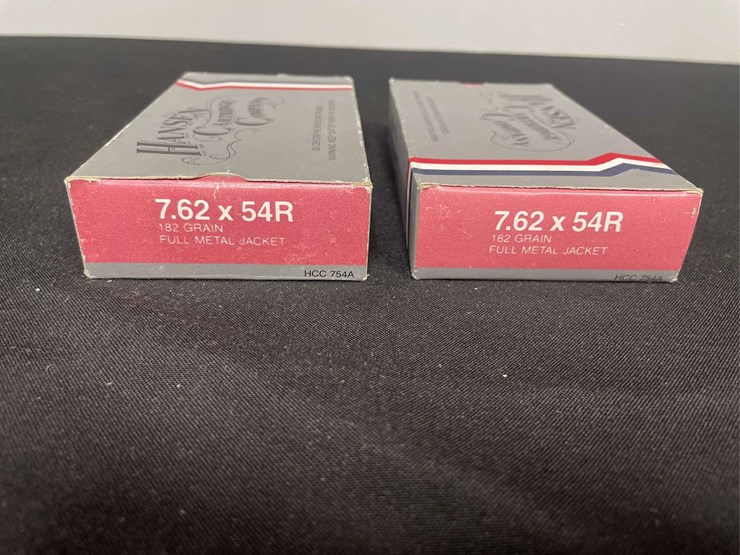 HANSEN
CARTRIDGE
COMPANY
7.62 x 54R
182 GRAIN
FULL METAL JACKET
HCC 754A
HANSEN
CARTRIDGE
COMPANY
7.62 x 54R
182 GRAIN
FULL METAL JACKET
HCC 754A